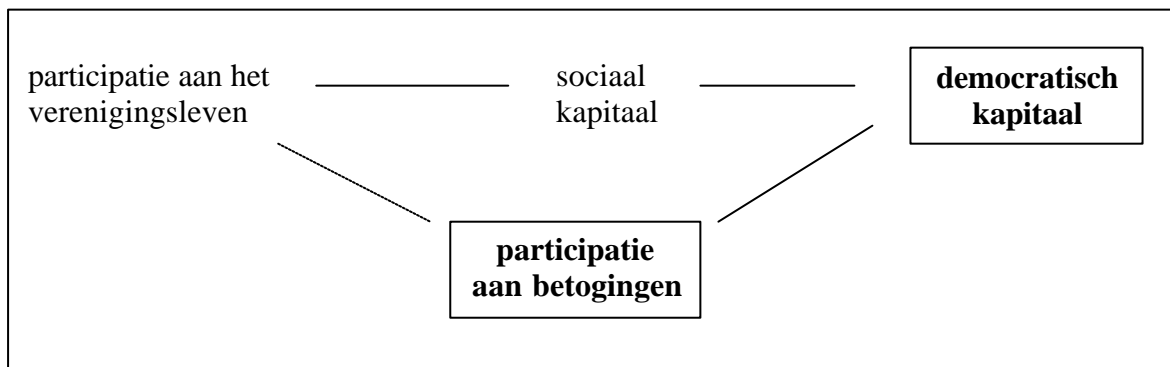 participatie aan het
verenigingsleven
sociaal
kapitaal
democratisch
kapitaal
participatie
aan betogingen